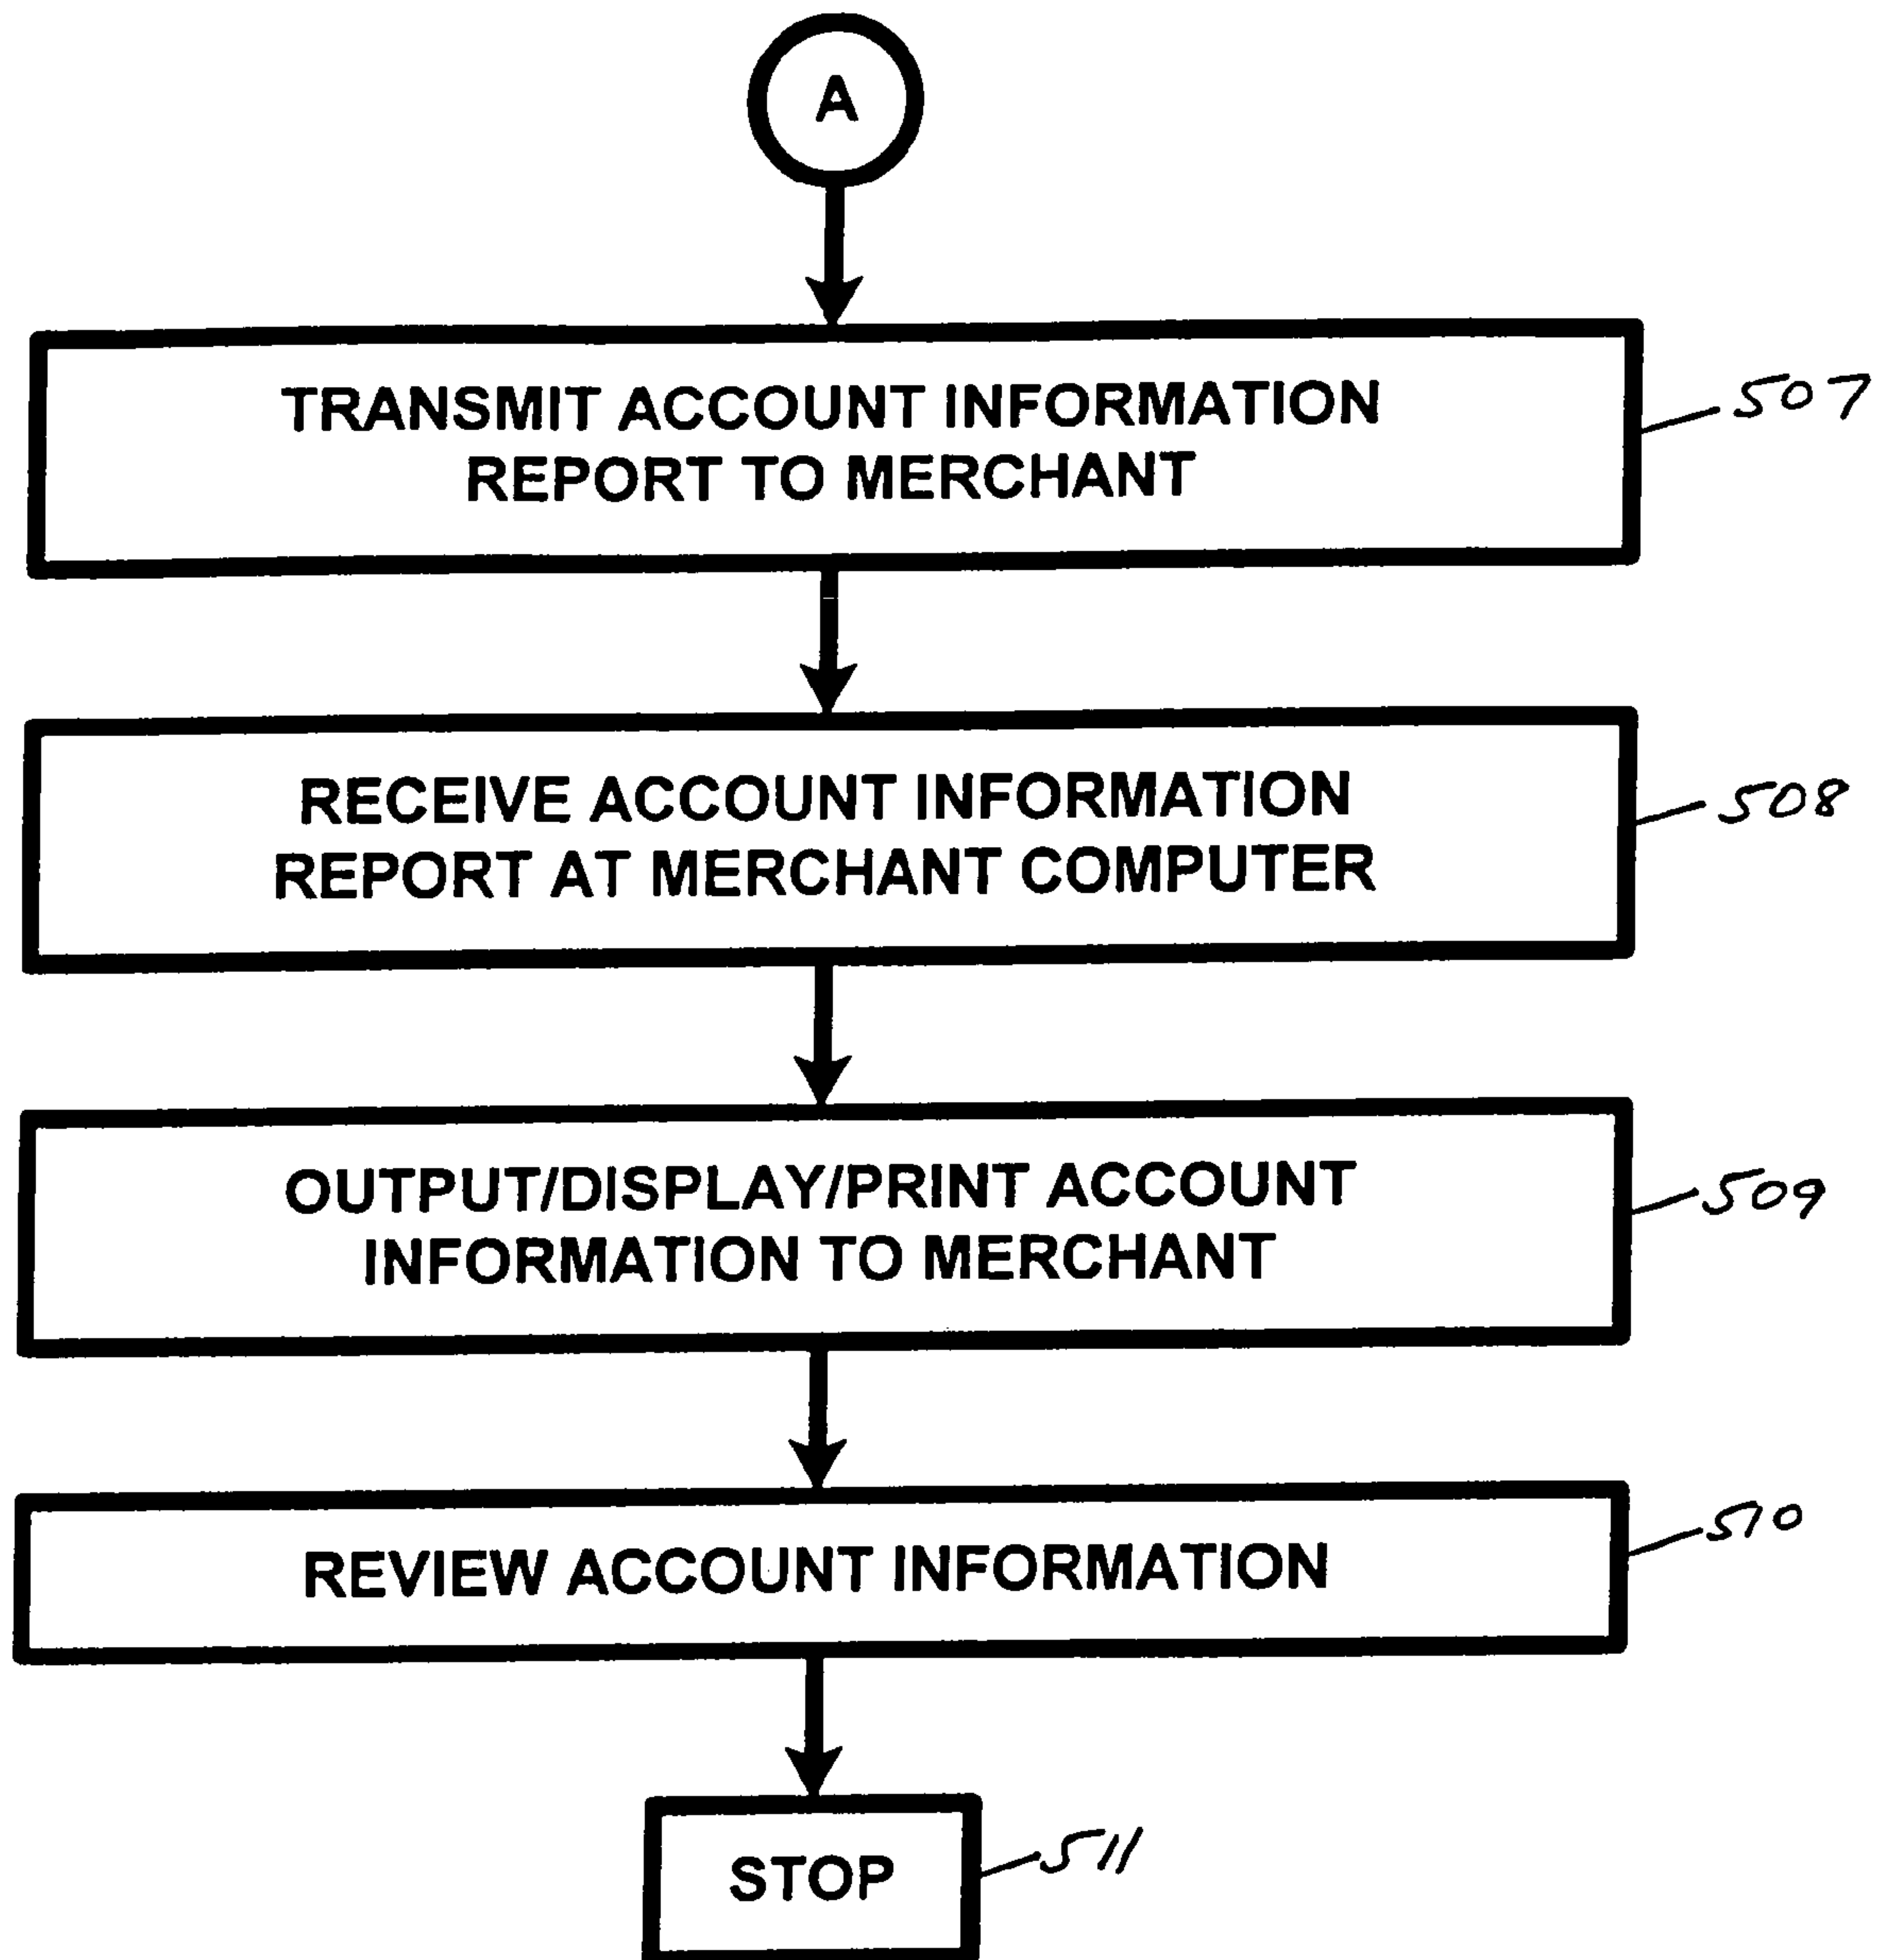 A
TRANSMIT ACCOUNT INFORMATION
REPORT TO MERCHANT
507
RECEIVE ACCOUNT INFORMATION
REPORT AT MERCHANT COMPUTER
508
OUTPUT/DISPLAY/PRINT ACCOUNT
INFORMATION TO MERCHANT
509
REVIEW ACCOUNT INFORMATION
510
STOP
511